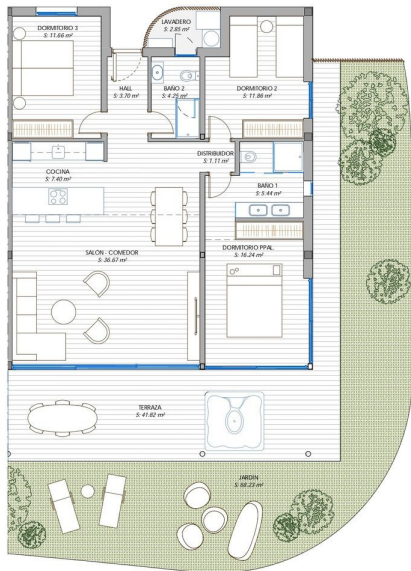 LAVADERO
S: 2.85 m²
DORMITORIO 3
S: 11.66 m²
HALL
S: 3.70 m²
BAÑO 2
S: 4.25 m²
DORMITORIO 2
S: 11.86 m²
DISTRIBUIDOR
S: 1.11 m²
COCINA
S: 7.40 m²
BAÑO 1
S: 5.44 m²
SALÓN - COMEDOR
S: 36.67 m²
DORMITORIO PPAL.
S: 16.24 m²
TERRAZA
S: 41.82 m²
JARDÍN
S: 68.23 m²